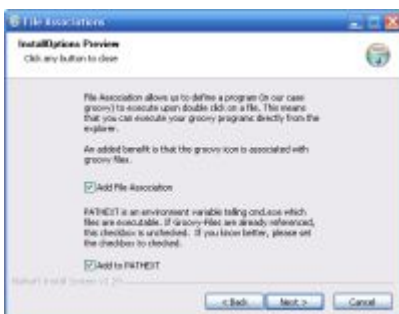 File Associations
InstallOptions Preview
Click any button to close
File Association allows us to define a program (in our case
groovy) to execute upon double click on a file. This means
that you can execute your groovy programs directly from the
explorer.
An added benefit is that the groovy icon is associated with
groovy files.
Add File Association
PATHEXT is an environment variable telling cmd.exe which
files are executable. If Groovy-Files are already referenced,
this checkbox is unchecked. If you know better, please set
the checkbox to checked.
Add to PATHEXT
Nullsoft Install System
< Back
Next >
Cancel